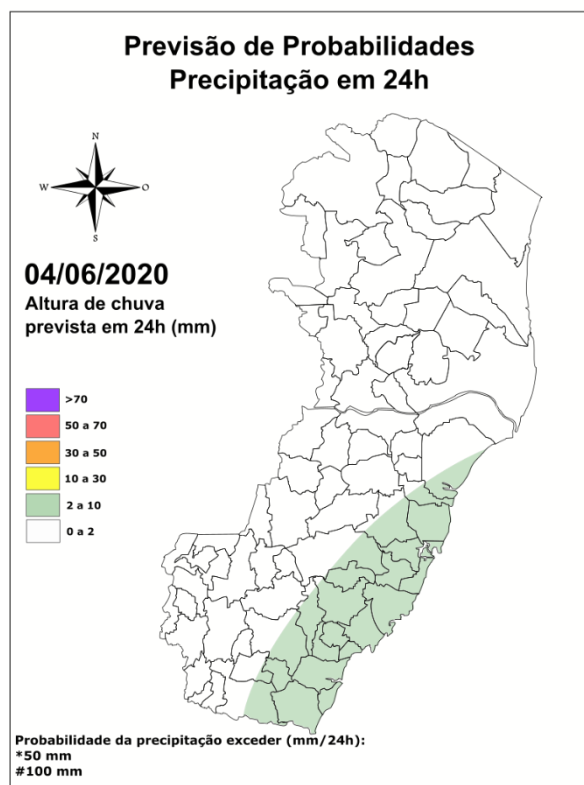 Previsão de Probabilidades
Precipitação em 24h
N
W
O
S
04/06/2020
Altura de chuva
prevista em 24h (mm)
>70
50 a 70
30 a 50
10 a 30
2 a 10
0 a 2
Probabilidade da precipitação exceder (mm/24h):
*50 mm
#100 mm